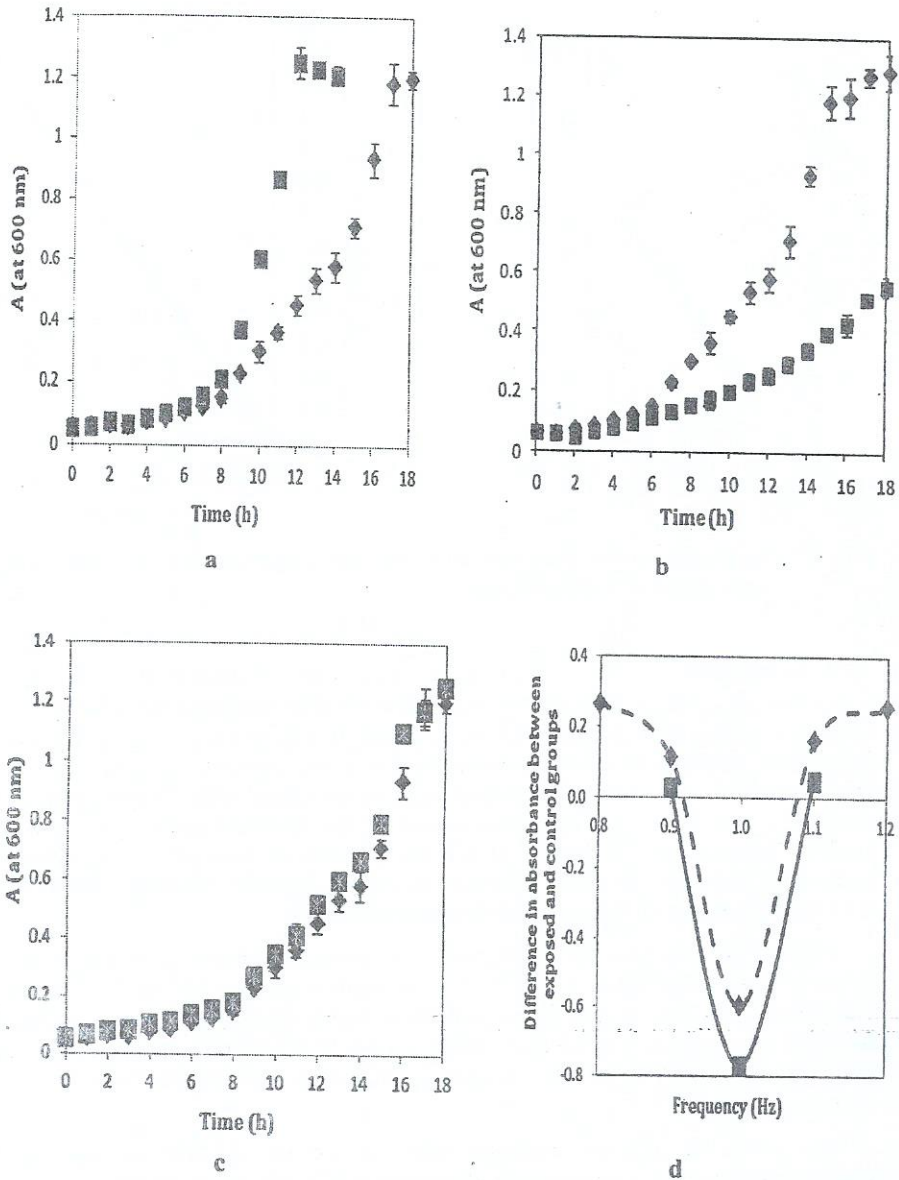 1.4
1.2
1
0.8
0.6
0.4
0.2
0
A (at 600 nm)
0 2 4 6 8 10 12 14 16 18
Time (h)
a
1.4
1.2
1
0.8
0.6
0.4
0.2
0
A (at 600 nm)
0 2 4 6 8 10 12 14 16 18
Time (h)
b
1.4
1.2
1
0.8
0.6
0.4
0.2
0
A (at 600 nm)
0 2 4 6 8 10 12 14 16 18
Time (h)
c
0.4
0.2
0.0
-0.2
-0.4
-0.6
-0.8
Difference in absorbance between
exposed and control groups
0.8 0.9 1.0 1.1 1.2
Frequency (Hz)
d